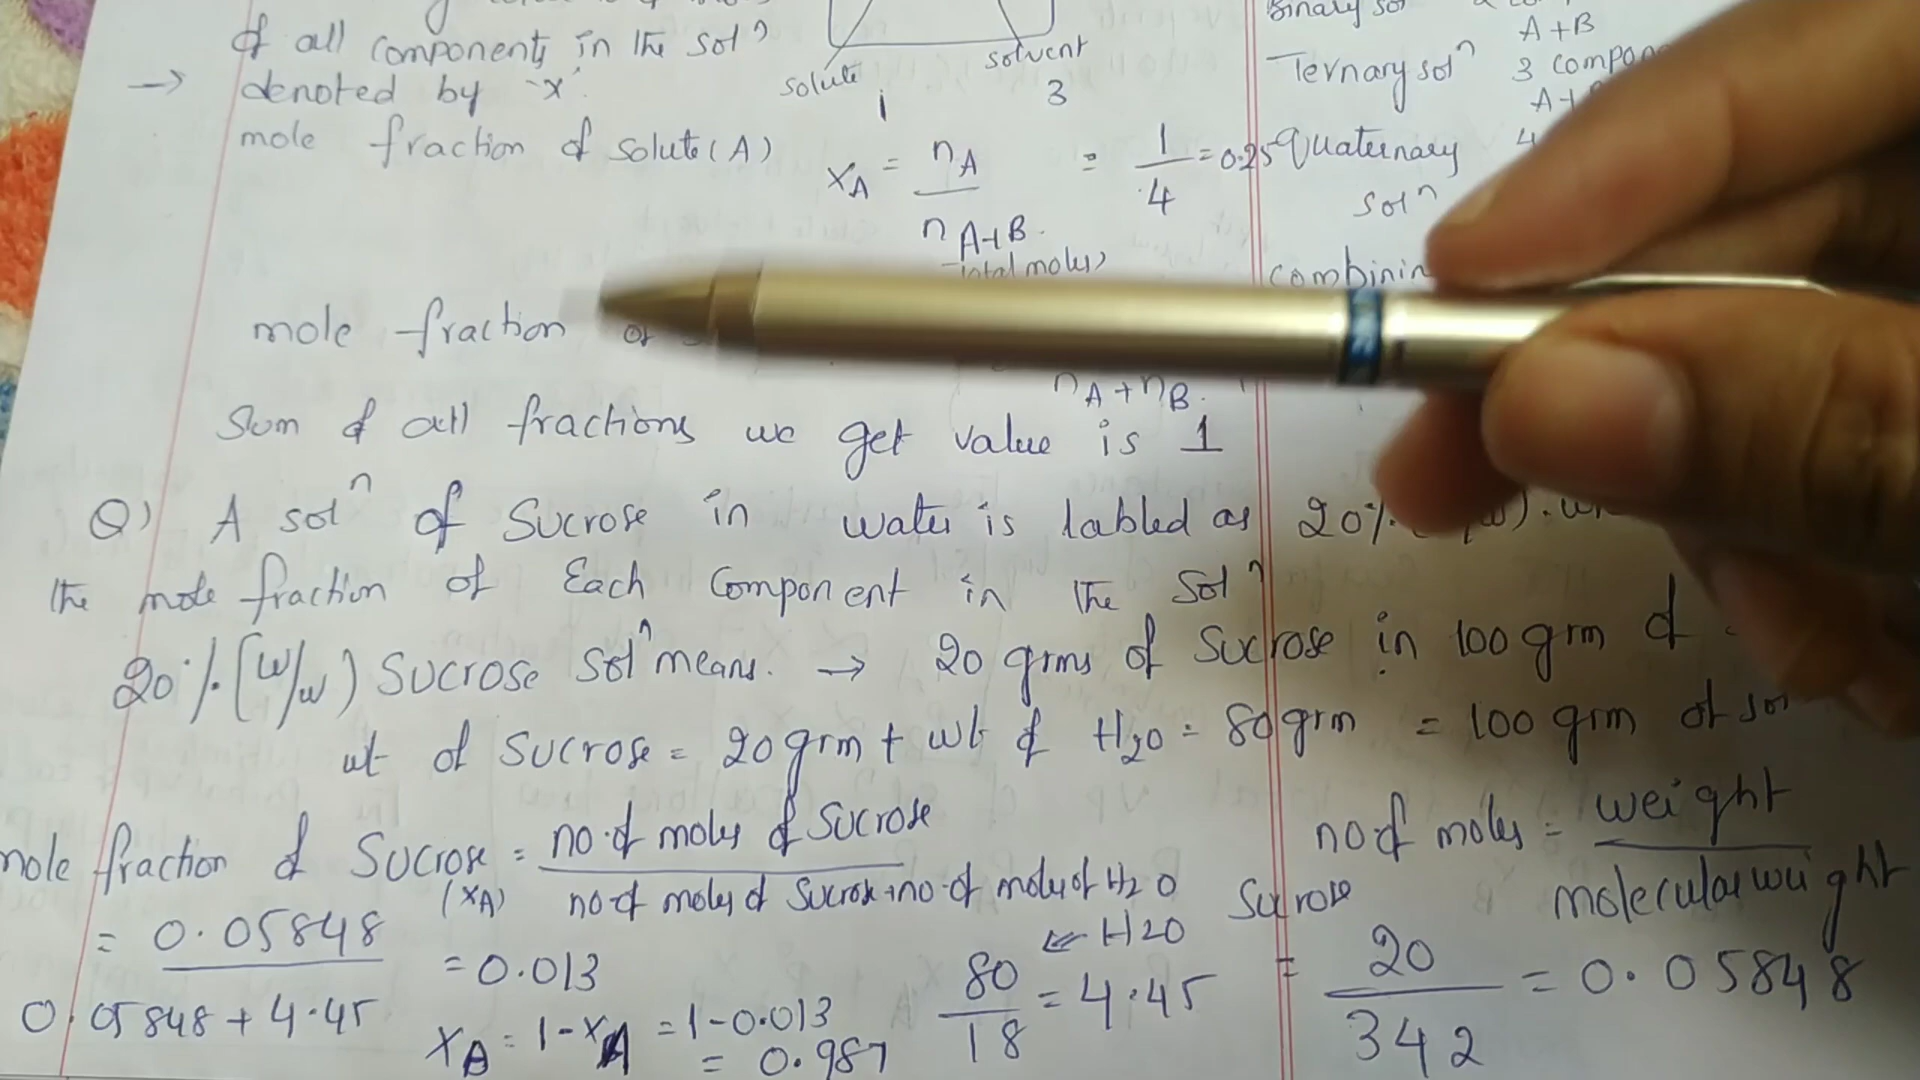 of all components in the solⁿ
→ denoted by 'x'
mole fraction of solute (A)
solute
1
solvent
3
xA = nA / nA+B = 1/4 = 0.25
total moles
Ternary solⁿ
A+B
3
Quaternary
solⁿ
4
mole fraction of
nA + nB
Sum of all fractions we get value is 1
Q) A solⁿ of Sucrose in water is labled as 20%
the mole fraction of Each Component in the Solⁿ
20% (w/w) Sucrose Solⁿ means. → 20 grms of Sucrose in 100 grm of
wt of Sucrose = 20 grm + wt of H20 = 80 grm = 100 grm of
mole fraction of Sucrose (xA) = no.of moles of Sucrose / no of moles of Sucrose + no.of moles of H2O
no of moles = weight / molecular weight
= 0.05848 / 0.05848 + 4.45 = 0.013
H2O
80 / 18 = 4.45
Sucrose
= 20 / 342 = 0.05848
xB = 1 - xA = 1 - 0.013
= 0.987